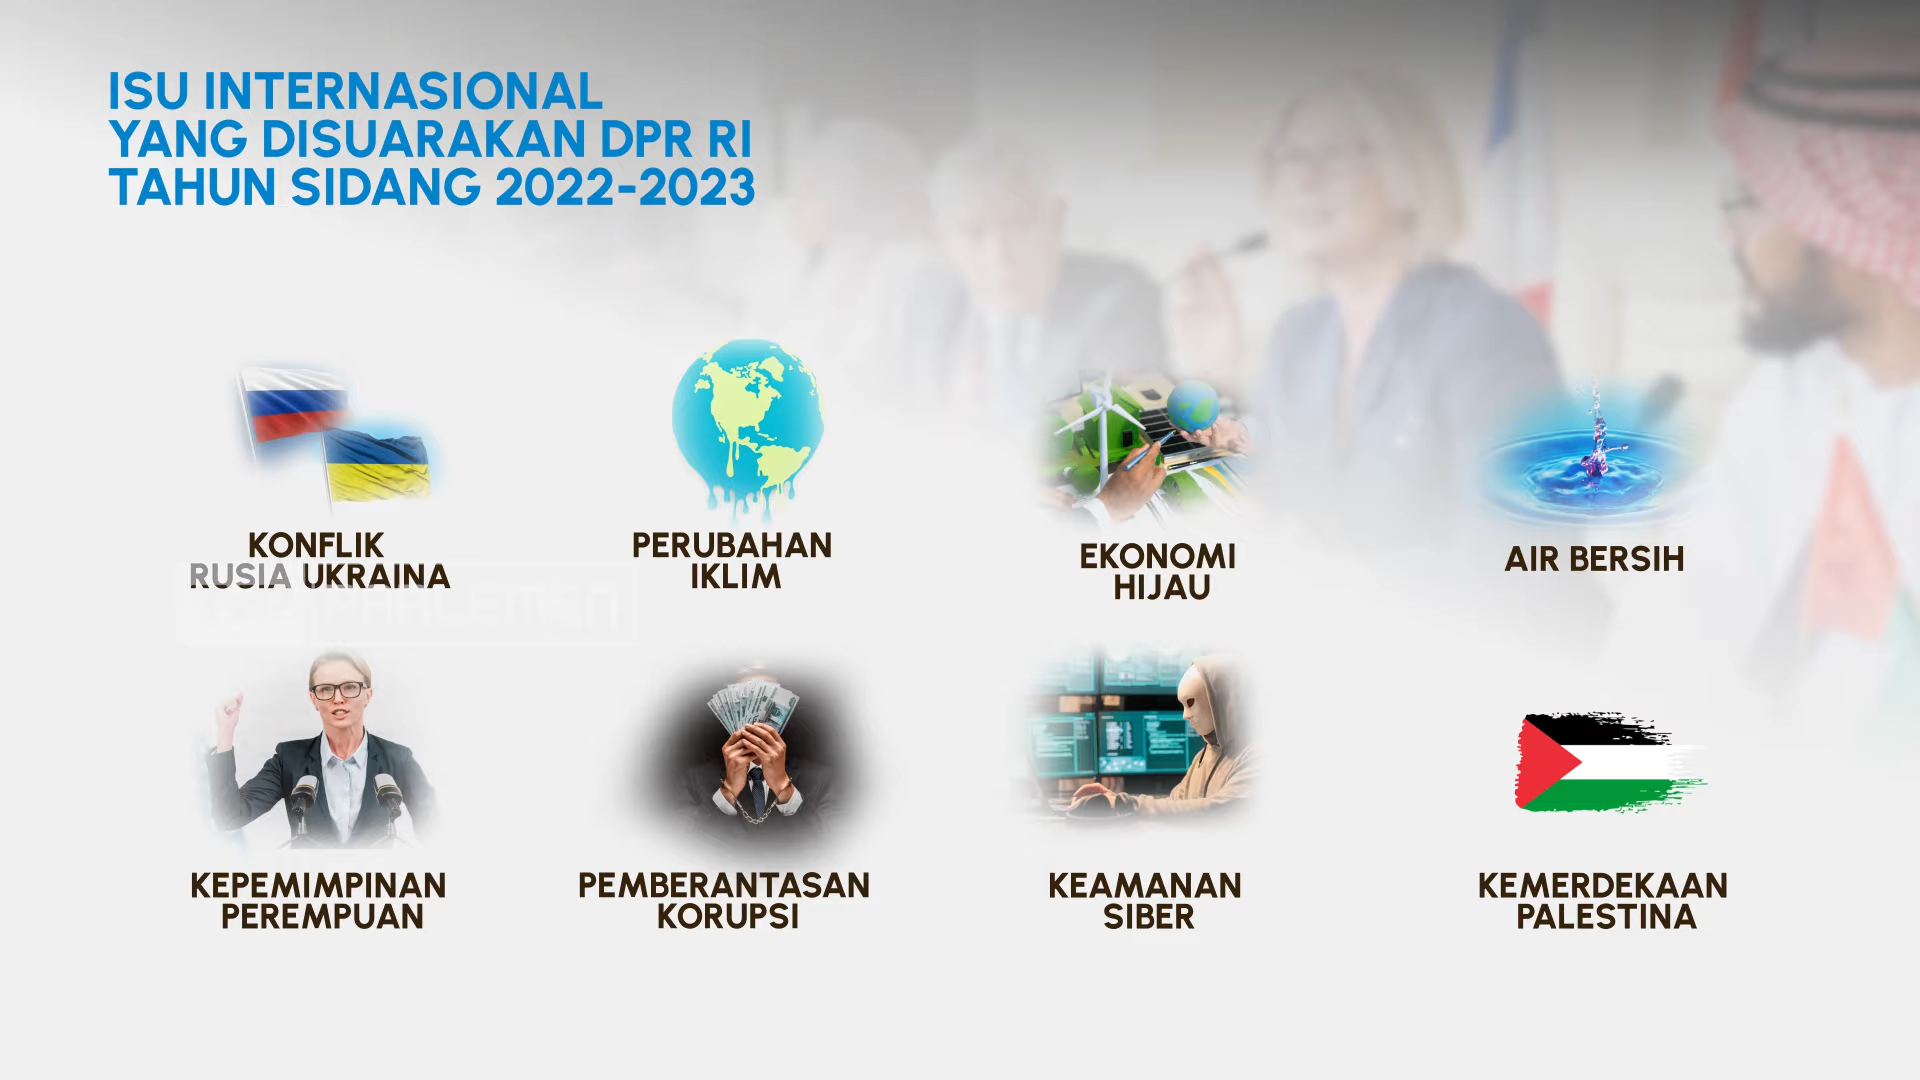 ISU INTERNASIONAL
YANG DISUARAKAN DPR RI
TAHUN SIDANG 2022-2023
KONFLIK
RUSIA UKRAINA
PERUBAHAN
IKLIM
EKONOMI
HIJAU
AIR BERSIH
PARLEMEN
KEPEMIMPINAN
PEREMPUAN
PEMBERANTASAN
KORUPSI
KEAMANAN
SIBER
KEMERDEKAAN
PALESTINA